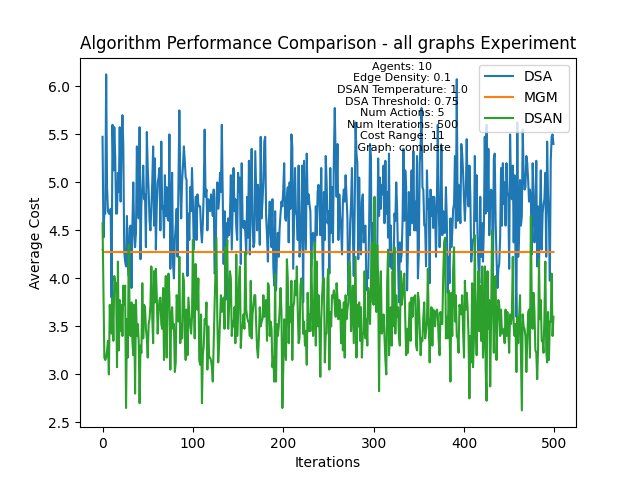 Algorithm Performance Comparison - all graphs Experiment
Agents: 10
Edge Density: 0.1
DSAN Temperature: 1.0
DSA Threshold: 0.75
Num Actions: 5
Num Iterations: 500
Cost Range: 11
Graph: complete
DSA
MGM
DSAN
Average Cost
6.0
5.5
5.0
4.5
4.0
3.5
3.0
2.5
0 100 200 300 400 500
Iterations